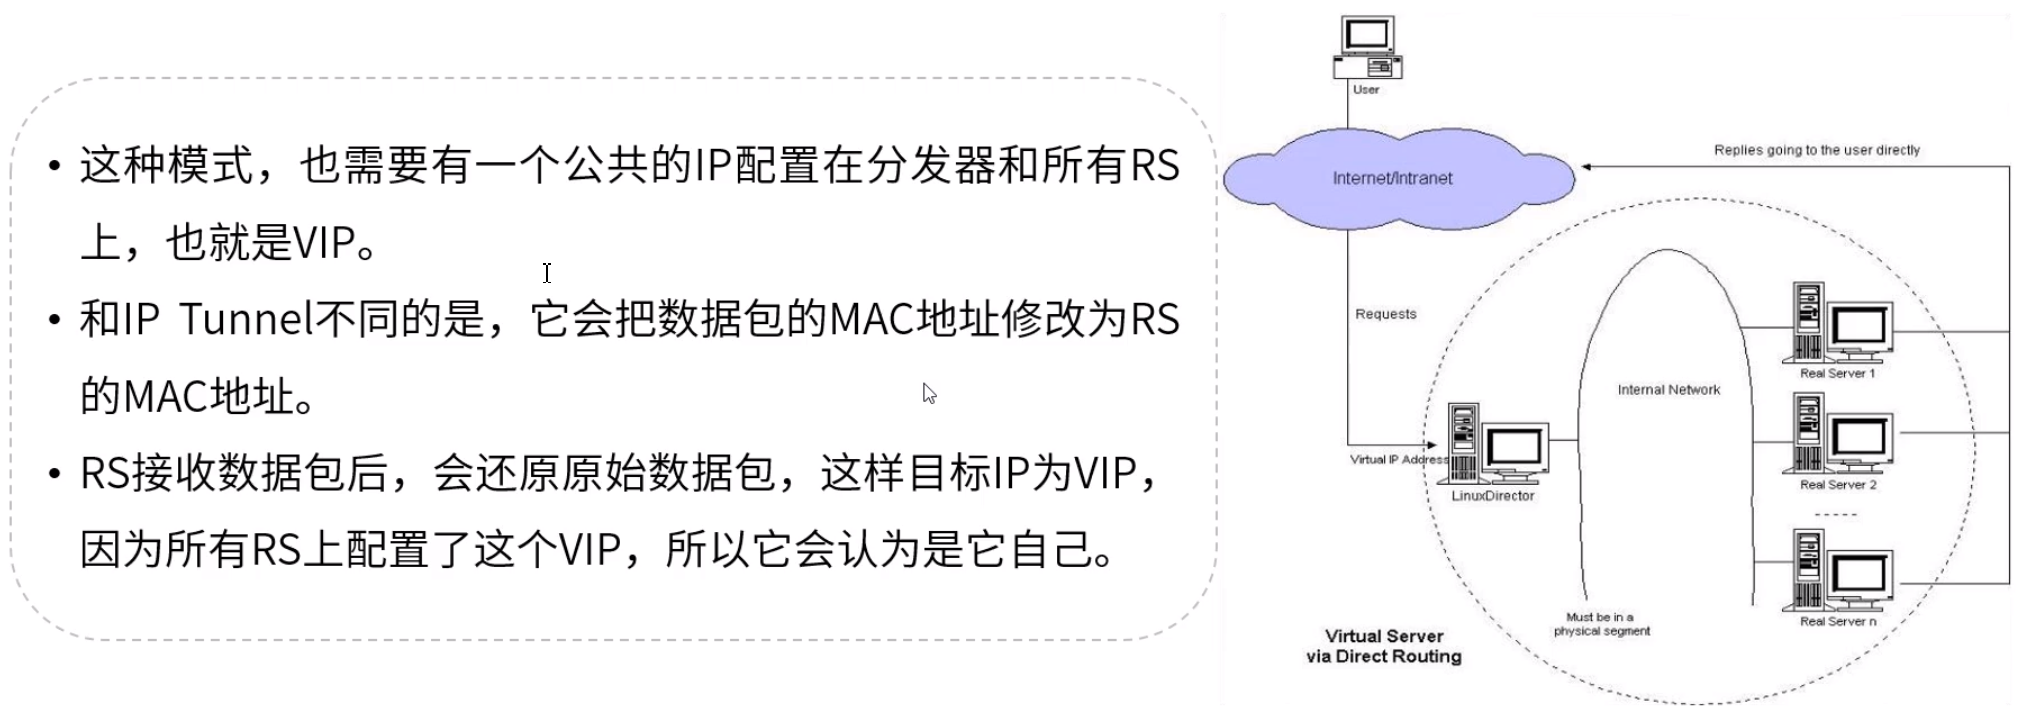 • 这种模式，也需要有一个公共的IP配置在分发器和所有RS
上，也就是VIP。
• 和IP Tunnel不同的是，它会把数据包的MAC地址修改为RS
的MAC地址。
• RS接收数据包后，会还原原始数据包，这样目标IP为VIP，
因为所有RS上配置了这个VIP，所以它会认为是它自己。
User
Replies going to the user directly
Internet/Intranet
Requests
Real Server 1
Internal Network
Virtual IP Address
LinuxDirector
Real Server 2
Real Server n
Must be in a
physical segment
Virtual Server
via Direct Routing